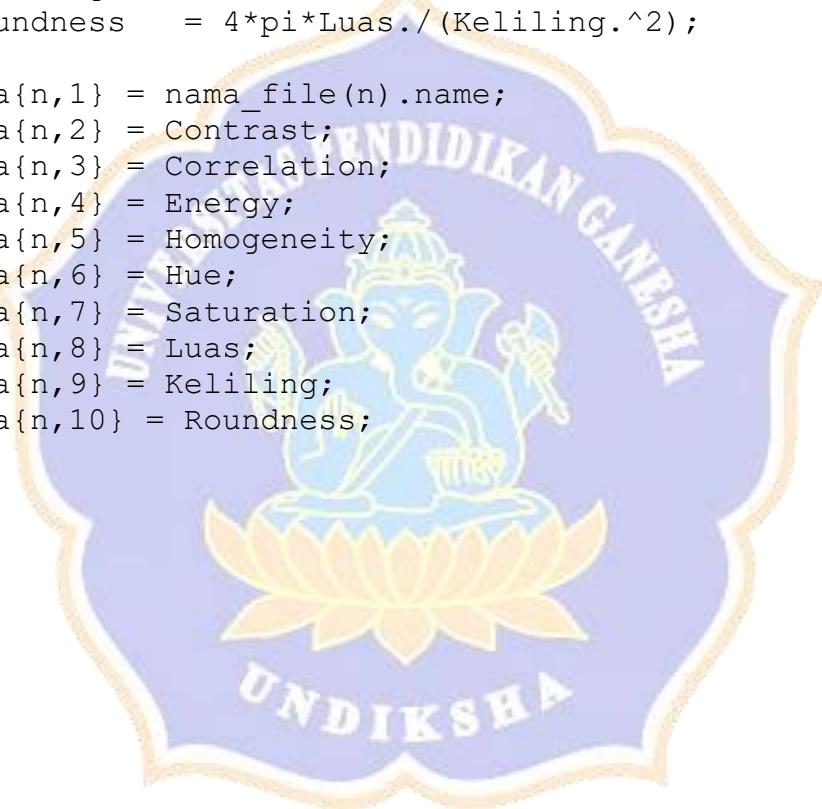 undness   = 4*pi*Luas./(Keliling.^2);
a{n,1} = nama_file(n).name;
a{n,2} = Contrast;
a{n,3} = Correlation;
a{n,4} = Energy;
a{n,5} = Homogeneity;
a{n,6} = Hue;
a{n,7} = Saturation;
a{n,8} = Luas;
a{n,9} = Keliling;
a{n,10} = Roundness;
UNIVERSITAS PENDIDIKAN GANESHA
UNDIKSHA